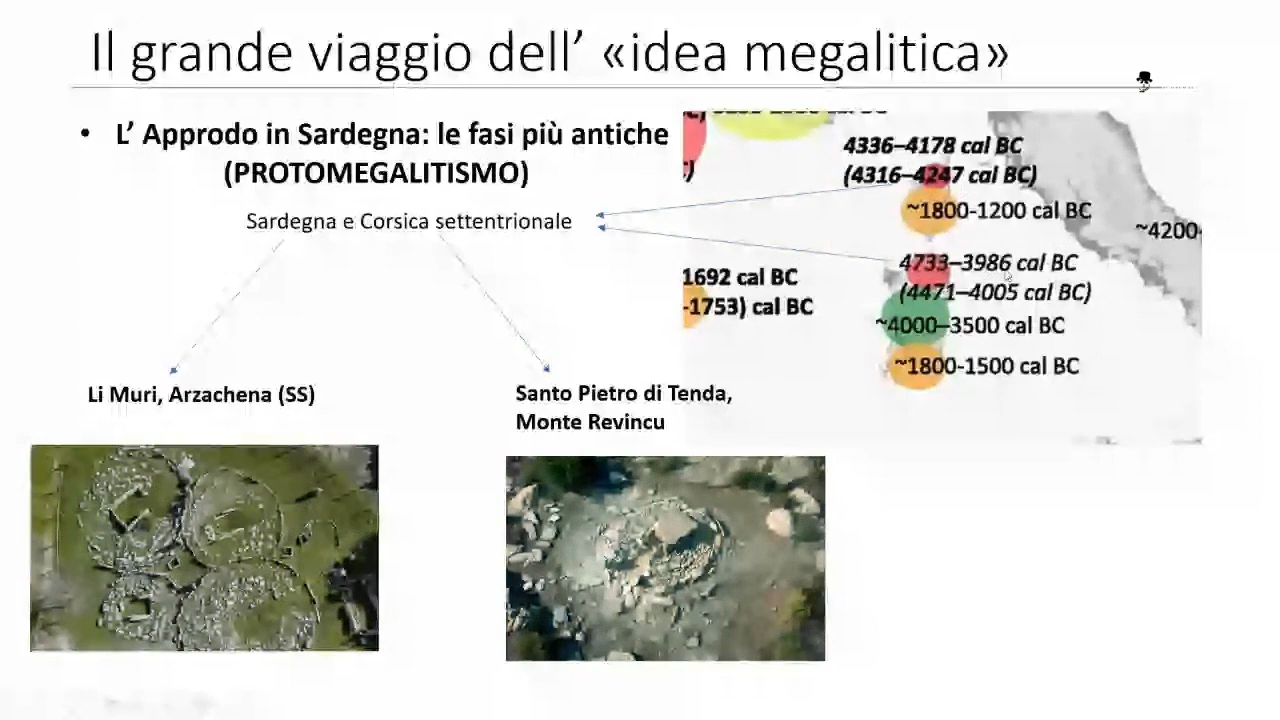 Il grande viaggio dell’ «idea megalitica»
• L’ Approdo in Sardegna: le fasi più antiche
(PROTOMEGALITISMO)
Sardegna e Corsica settentrionale
Li Muri, Arzachena (SS)
Santo Pietro di Tenda,
Monte Revincu
4336–4178 cal BC
(4316–4247 cal BC)
~1800-1200 cal BC
~4200-
4733–3986 cal BC
(4471–4005 cal BC)
1692 cal BC
-1753) cal BC
~4000–3500 cal BC
~1800-1500 cal BC